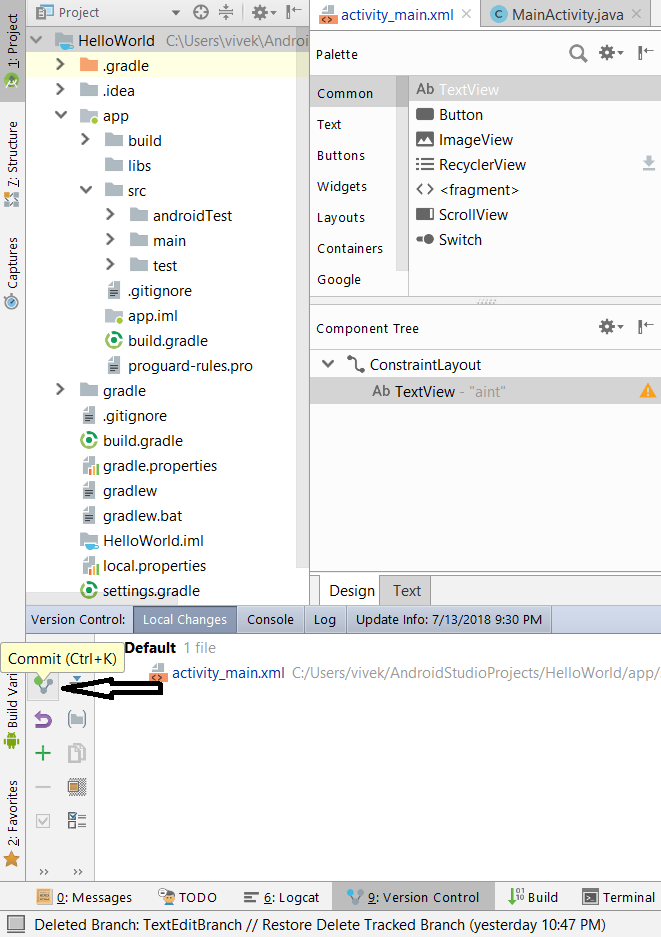 1: Project
7: Structure
Captures
Build Vari
2: Favorites
Project
HelloWorld C:\Users\vivek\Androi
.gradle
.idea
app
build
libs
src
androidTest
main
test
.gitignore
app.iml
build.gradle
proguard-rules.pro
gradle
.gitignore
build.gradle
gradle.properties
gradlew
gradlew.bat
HelloWorld.iml
local.properties
settings.gradle
activity_main.xml MainActivity.java
Palette
Common
Text
Buttons
Widgets
Layouts
Containers
Google
Ab TextView
Button
ImageView
RecyclerView
<fragment>
ScrollView
Switch
Component Tree
ConstraintLayout
Ab TextView - "aint"
Design Text
Version Control: Local Changes Console Log Update Info: 7/13/2018 9:30 PM
Default 1 file
Commit (Ctrl+K)
activity_main.xml C:/Users/vivek/AndroidStudioProjects/HelloWorld/app/
0: Messages TODO 6: Logcat 9: Version Control Build Terminal
Deleted Branch: TextEditBranch // Restore Delete Tracked Branch (yesterday 10:47 PM)